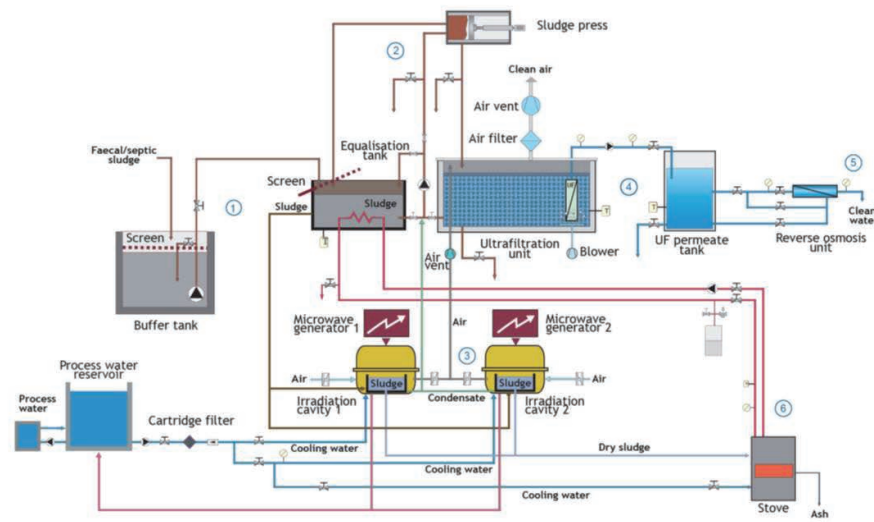 Sludge press
2
Clean air
Air vent
Air filter
Equalisation
tank
Faecal/septic
sludge
Screen
Sludge
Sludge
1
4
5
UF
T
T
T
Screen
Clean
water
Ultrafiltration
unit
Blower
UF permeate
tank
Reverse osmosis
unit
Air
vent
Buffer tank
Microwave
generator 1
Microwave
generator 2
Air
3
Process water
reservoir
Air
Sludge
Sludge
Air
Process
water
Cartridge filter
Irradiation
cavity 1
Condensate
Irradiation
cavity 2
6
Cooling water
Dry sludge
Cooling water
Cooling water
Stove
Ash